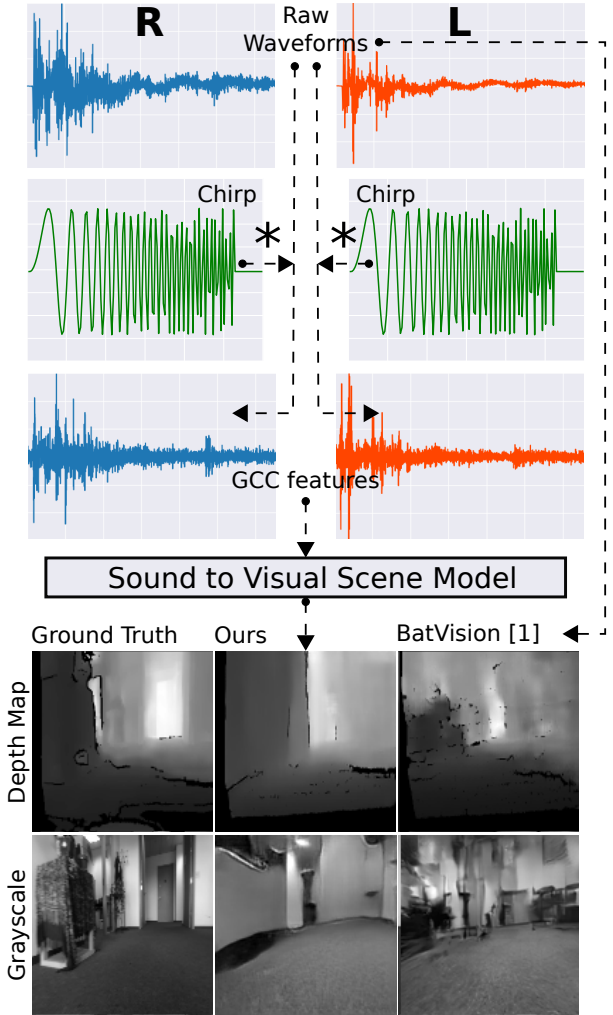 R
Raw
Waveforms
L
Chirp
*
*
Chirp
GCC features
Sound to Visual Scene Model
Ground Truth
Ours
BatVision [1]
Depth Map
Grayscale